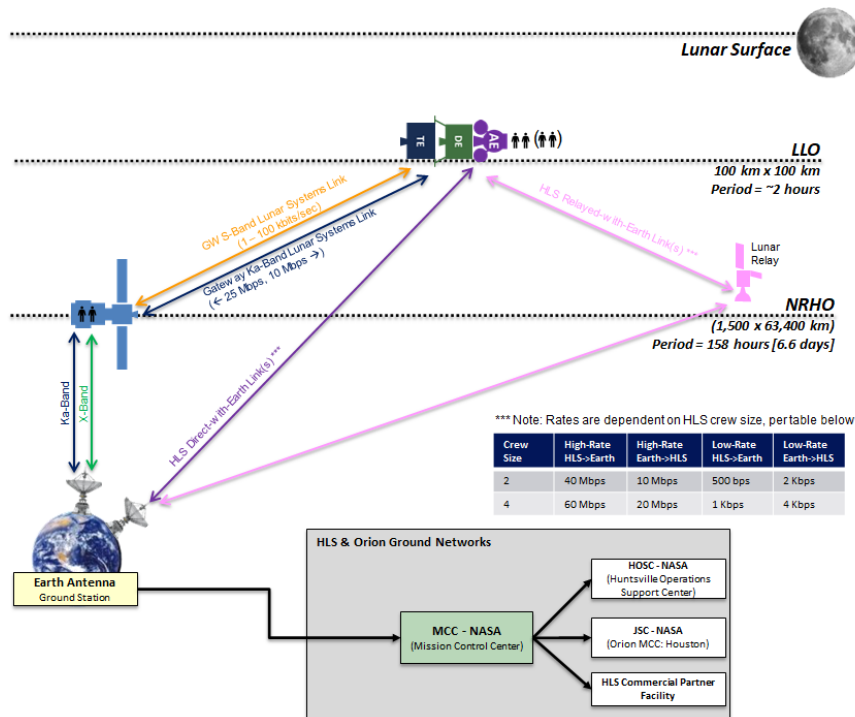 Lunar Surface
TE
DE
AE
LLO
100 km x 100 km
Period = ~2 hours
GW S-Band Lunar Systems Link
(1 – 100 kbits/sec)
Gateway Ka-Band Lunar Systems Link
(← 25 Mbps, 10 Mbps →)
HLS Relayed-with-Earth Link(s) ***
Lunar
Relay
NRHO
(1,500 x 63,400 km)
Period = 158 hours [6.6 days]
Ka-Band
X-Band
HLS Direct-with-Earth Link(s) ***
*** Note: Rates are dependent on HLS crew size, per table below
Crew Size | High-Rate HLS->Earth | High-Rate Earth->HLS | Low-Rate HLS->Earth | Low-Rate Earth->HLS
2 | 40 Mbps | 10 Mbps | 500 bps | 2 Kbps
4 | 60 Mbps | 20 Mbps | 1 Kbps | 4 Kbps
Earth Antenna
Ground Station
HLS & Orion Ground Networks
MCC - NASA
(Mission Control Center)
HOSC - NASA
(Huntsville Operations
Support Center)
JSC - NASA
(Orion MCC: Houston)
HLS Commercial Partner
Facility